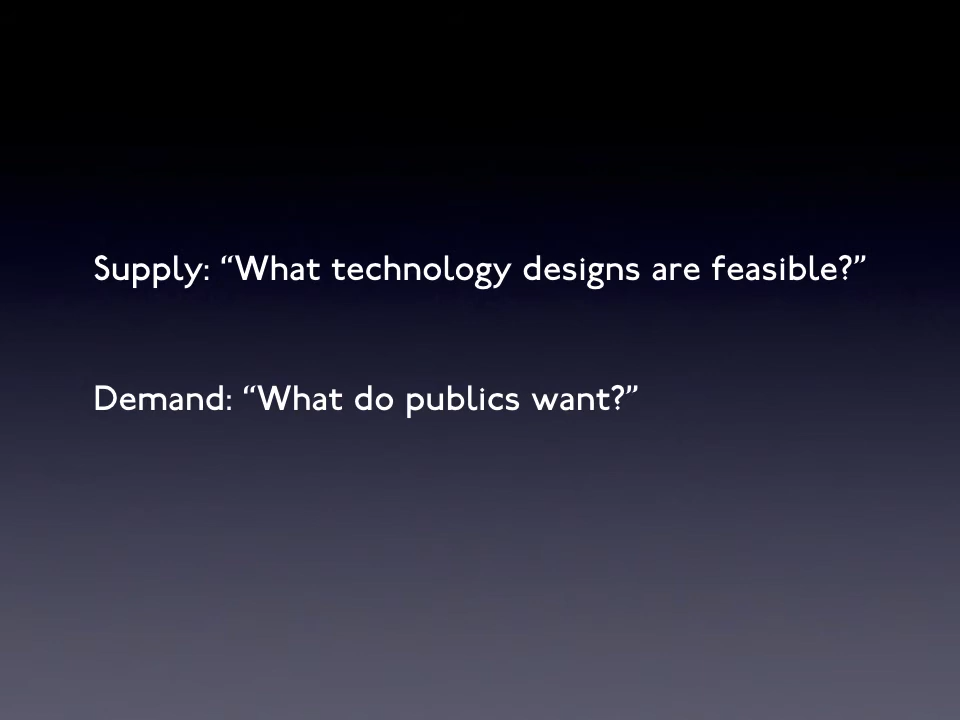 Supply: “What technology designs are feasible?”
Demand: “What do publics want?”